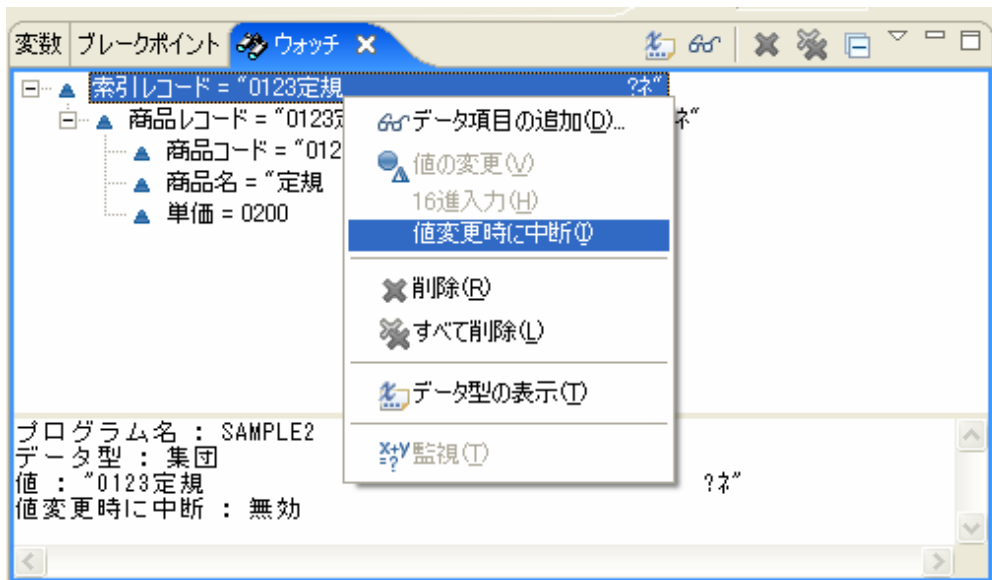 変数 ブレークポイント ウォッチ
索引レコード = "0123定規 ?ネ"
商品レコード = "0123定 ネ"
商品コード = "012
商品名 = "定規
単価 = 0200
データ項目の追加(D)...
値の変更(V)
16進入力(H)
値変更時に中断(I)
削除(R)
すべて削除(L)
データ型の表示(T)
監視(T)
プログラム名 : SAMPLE2
データ型 : 集団
値 : "0123定規 ?ネ"
値変更時に中断 : 無効